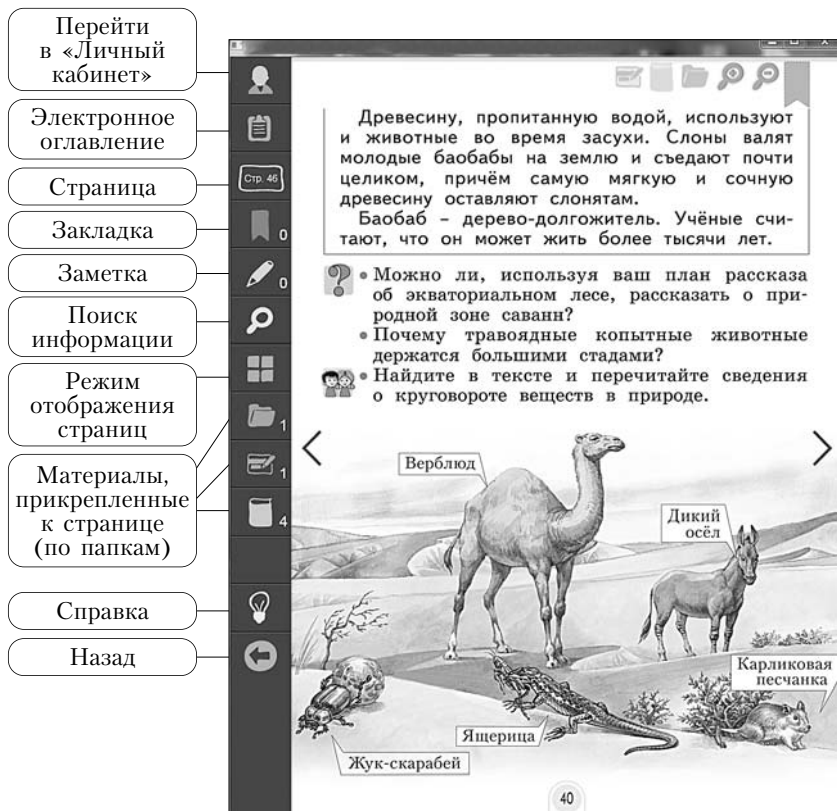 Перейти
в «Личный
кабинет»
Электронное
оглавление
Страница
Закладка
Заметка
Поиск
информации
Режим
отображения
страниц
Материалы,
прикрепленные
к странице
(по папкам)
Справка
Назад
Стр. 46
0
0
1
1
4
Древесину, пропитанную водой, используют
и животные во время засухи. Слоны валят
молодые баобабы на землю и съедают почти
целиком, причём самую мягкую и сочную
древесину оставляют слонятам.
Баобаб – дерево-долгожитель. Учёные счи-
тают, что он может жить более тысячи лет.
? • Можно ли, используя ваш план рассказа
об экваториальном лесе, рассказать о при-
родной зоне саванн?
• Почему травоядные копытные животные
держатся большими стадами?
• Найдите в тексте и перечитайте сведения
о круговороте веществ в природе.
Верблюд
Дикий
осёл
Карликовая
песчанка
Ящерица
Жук-скарабей
40